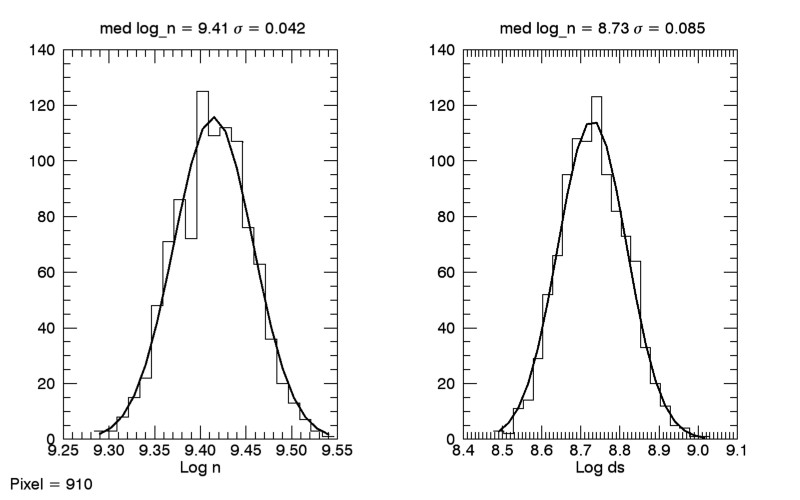 med log_n = 9.41 σ = 0.042
140
120
100
80
60
40
20
0
9.25 9.30 9.35 9.40 9.45 9.50 9.55
Log n
med log_n = 8.73 σ = 0.085
140
120
100
80
60
40
20
0
8.4 8.5 8.6 8.7 8.8 8.9 9.0 9.1
Log ds
Pixel = 910